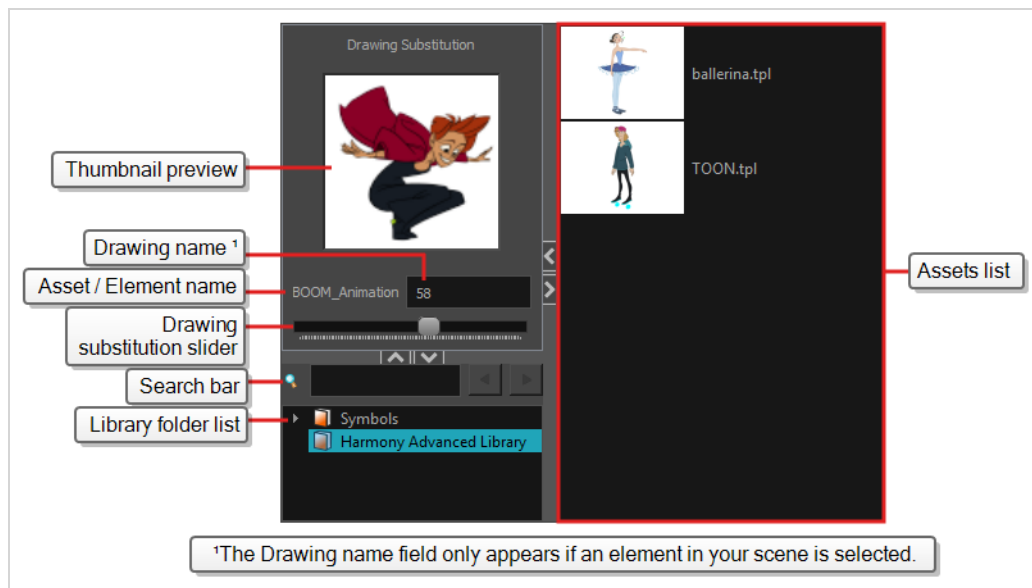 Drawing Substitution
ballerina.tpl
TOON.tpl
Thumbnail preview
Drawing name ¹
Asset / Element name
BOOM_Animation 58
Drawing
substitution slider
Search bar
Library folder list
Symbols
Harmony Advanced Library
Assets list
¹The Drawing name field only appears if an element in your scene is selected.